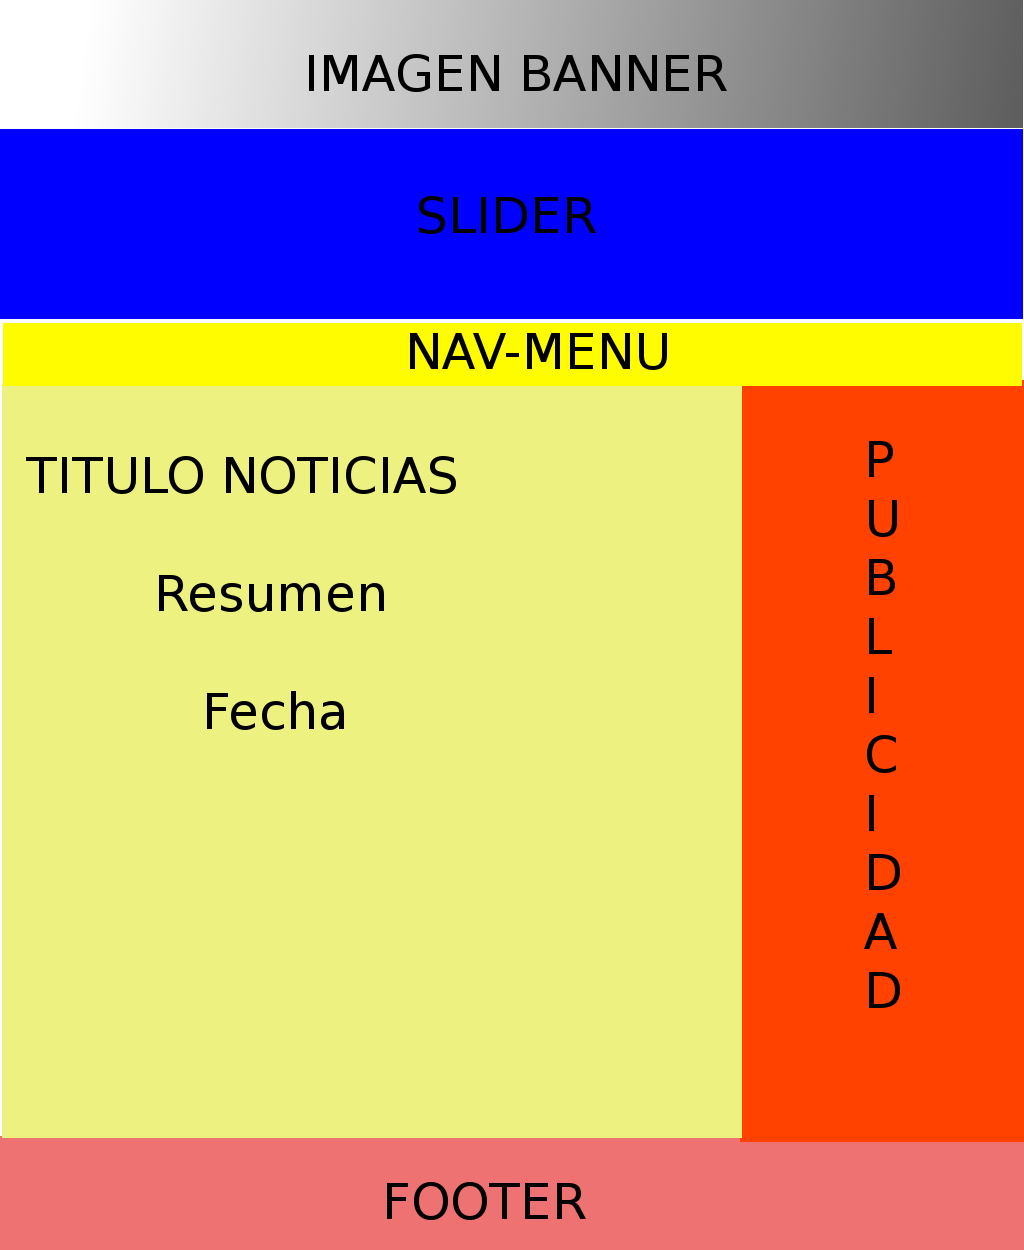 IMAGEN BANNER
SLIDER
NAV-MENU
TITULO NOTICIAS
Resumen
Fecha
P
U
B
L
I
C
I
D
A
D
FOOTER